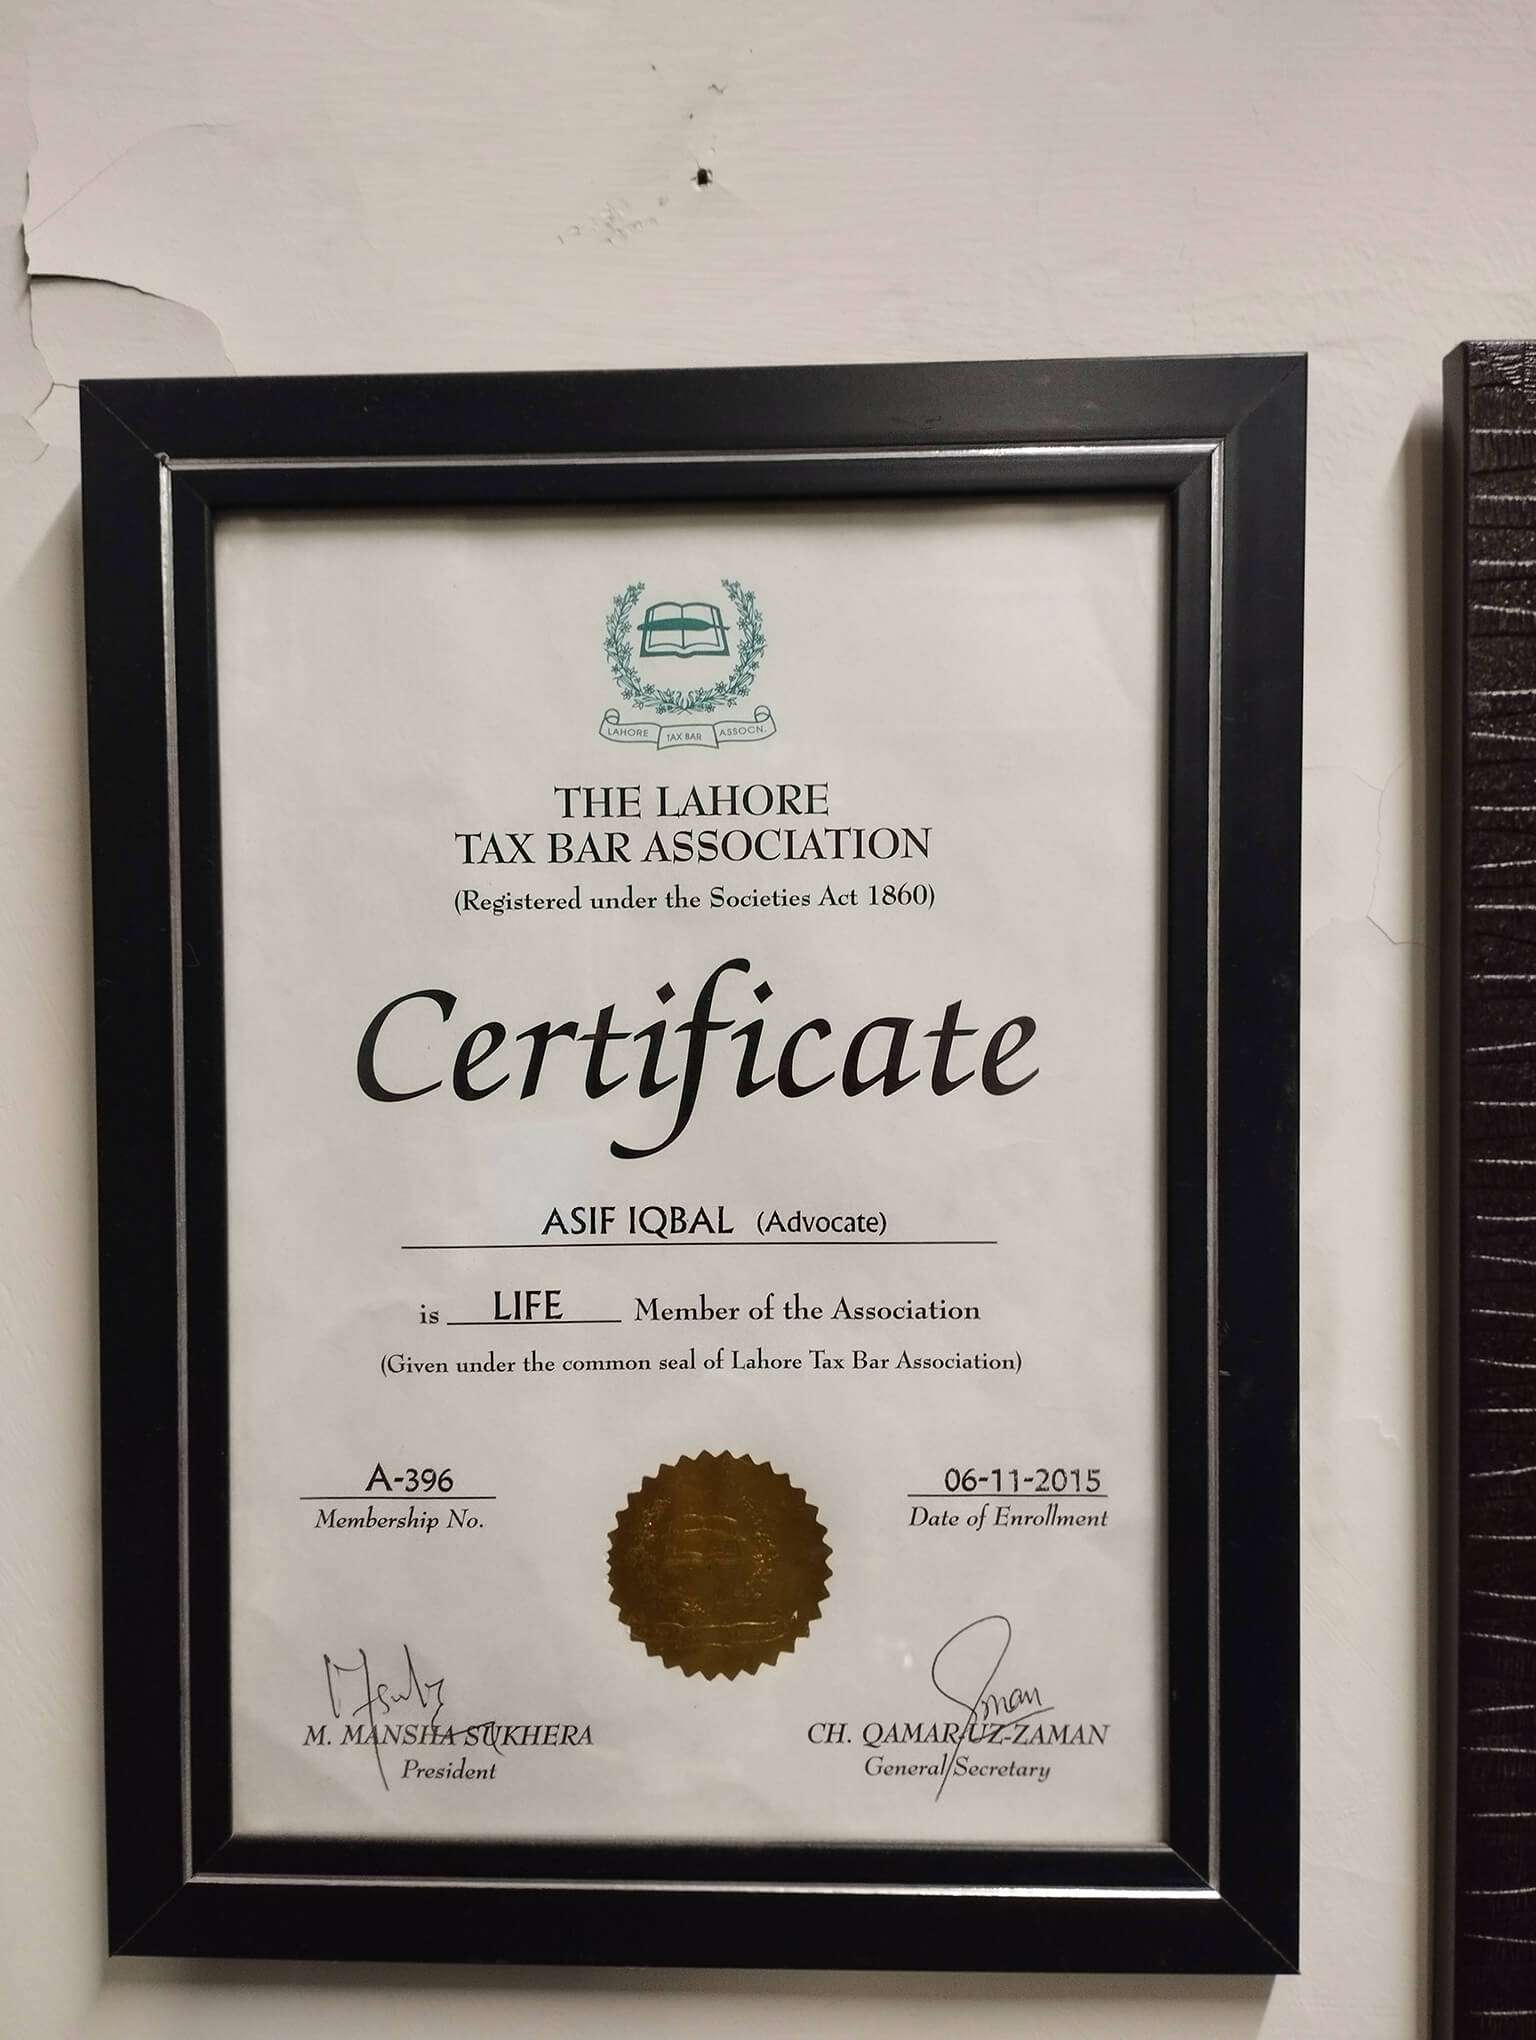 LAHORE TAX BAR ASSOCN.
THE LAHORE
TAX BAR ASSOCIATION
(Registered under the Societies Act 1860)
Certificate
ASIF IQBAL (Advocate)
is LIFE Member of the Association
(Given under the common seal of Lahore Tax Bar Association)
A-396
Membership No.
06-11-2015
Date of Enrollment
M. MANSHA SUKHERA
President
CH. QAMAR-UZ-ZAMAN
General Secretary